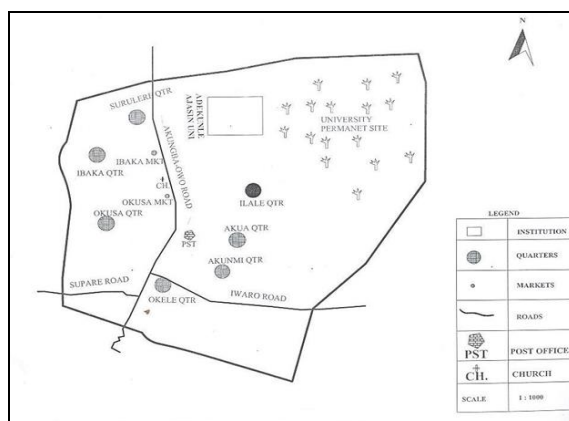 N
SURULERE QTR
ADEKUNLE
AJASIN UNI
UNIVERSITY
PERMANET SITE
AKUNGBA-OWO ROAD
IBAKA MKT
IBAKA QTR
CH.
OKUSA MKT
ILALE QTR
OKUSA QTR
PST
AKUA QTR
AKUNMI QTR
SUPARE ROAD
OKELE QTR
IWARO ROAD
LEGEND
INSTITUTION
QUARTERS
MARKETS
ROADS
PST POST OFFICE
CH. CHURCH
SCALE 1 : 1000